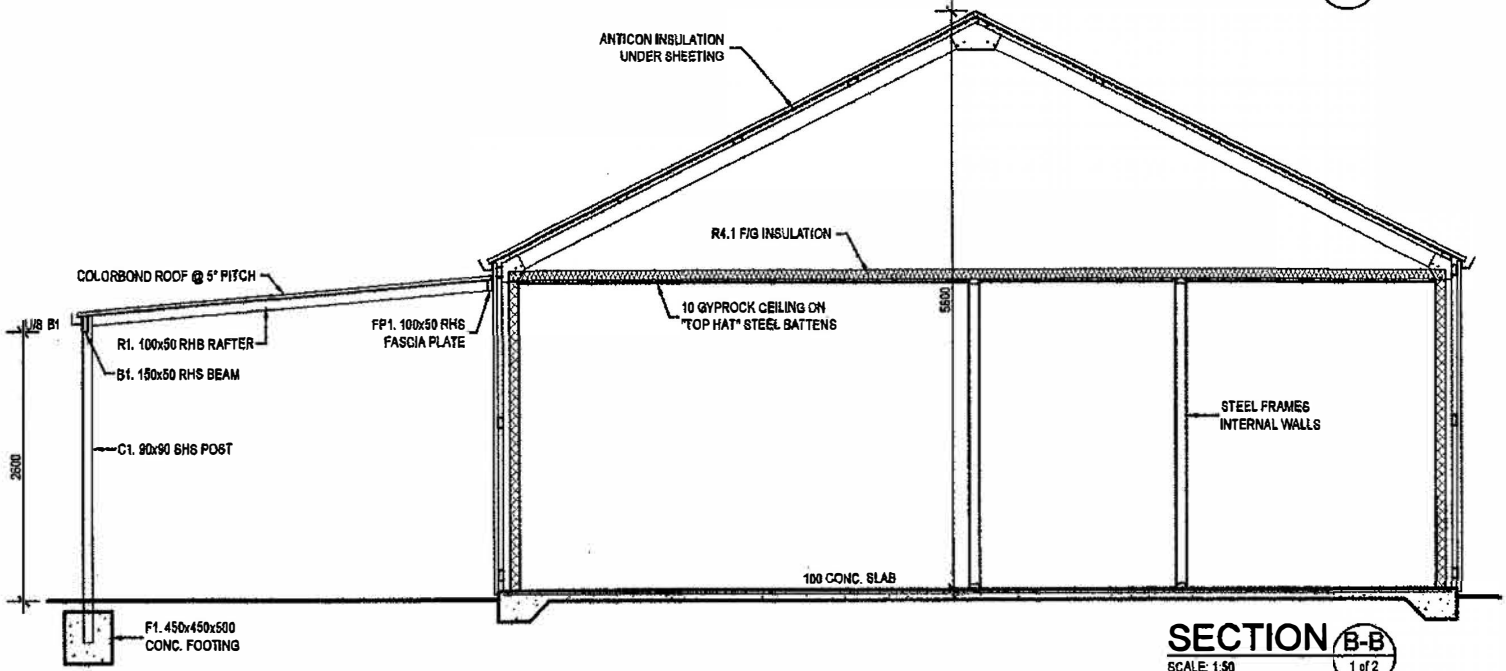 ANTICON INSULATION
UNDER SHEETING
R4.1 F/G INSULATION
COLORBOND ROOF @ 5° PITCH
10 GYPROCK CEILING ON
"TOP HAT" STEEL BATTENS
5600
U/S B1
FP1. 100x50 RHS
FASCIA PLATE
R1. 100x50 RHS RAFTER
B1. 150x50 RHS BEAM
STEEL FRAMES
INTERNAL WALLS
C1. 90x90 SHS POST
2600
100 CONC. SLAB
F1. 450x450x500
CONC. FOOTING
SECTION B-B
SCALE: 1:50
1 of 2